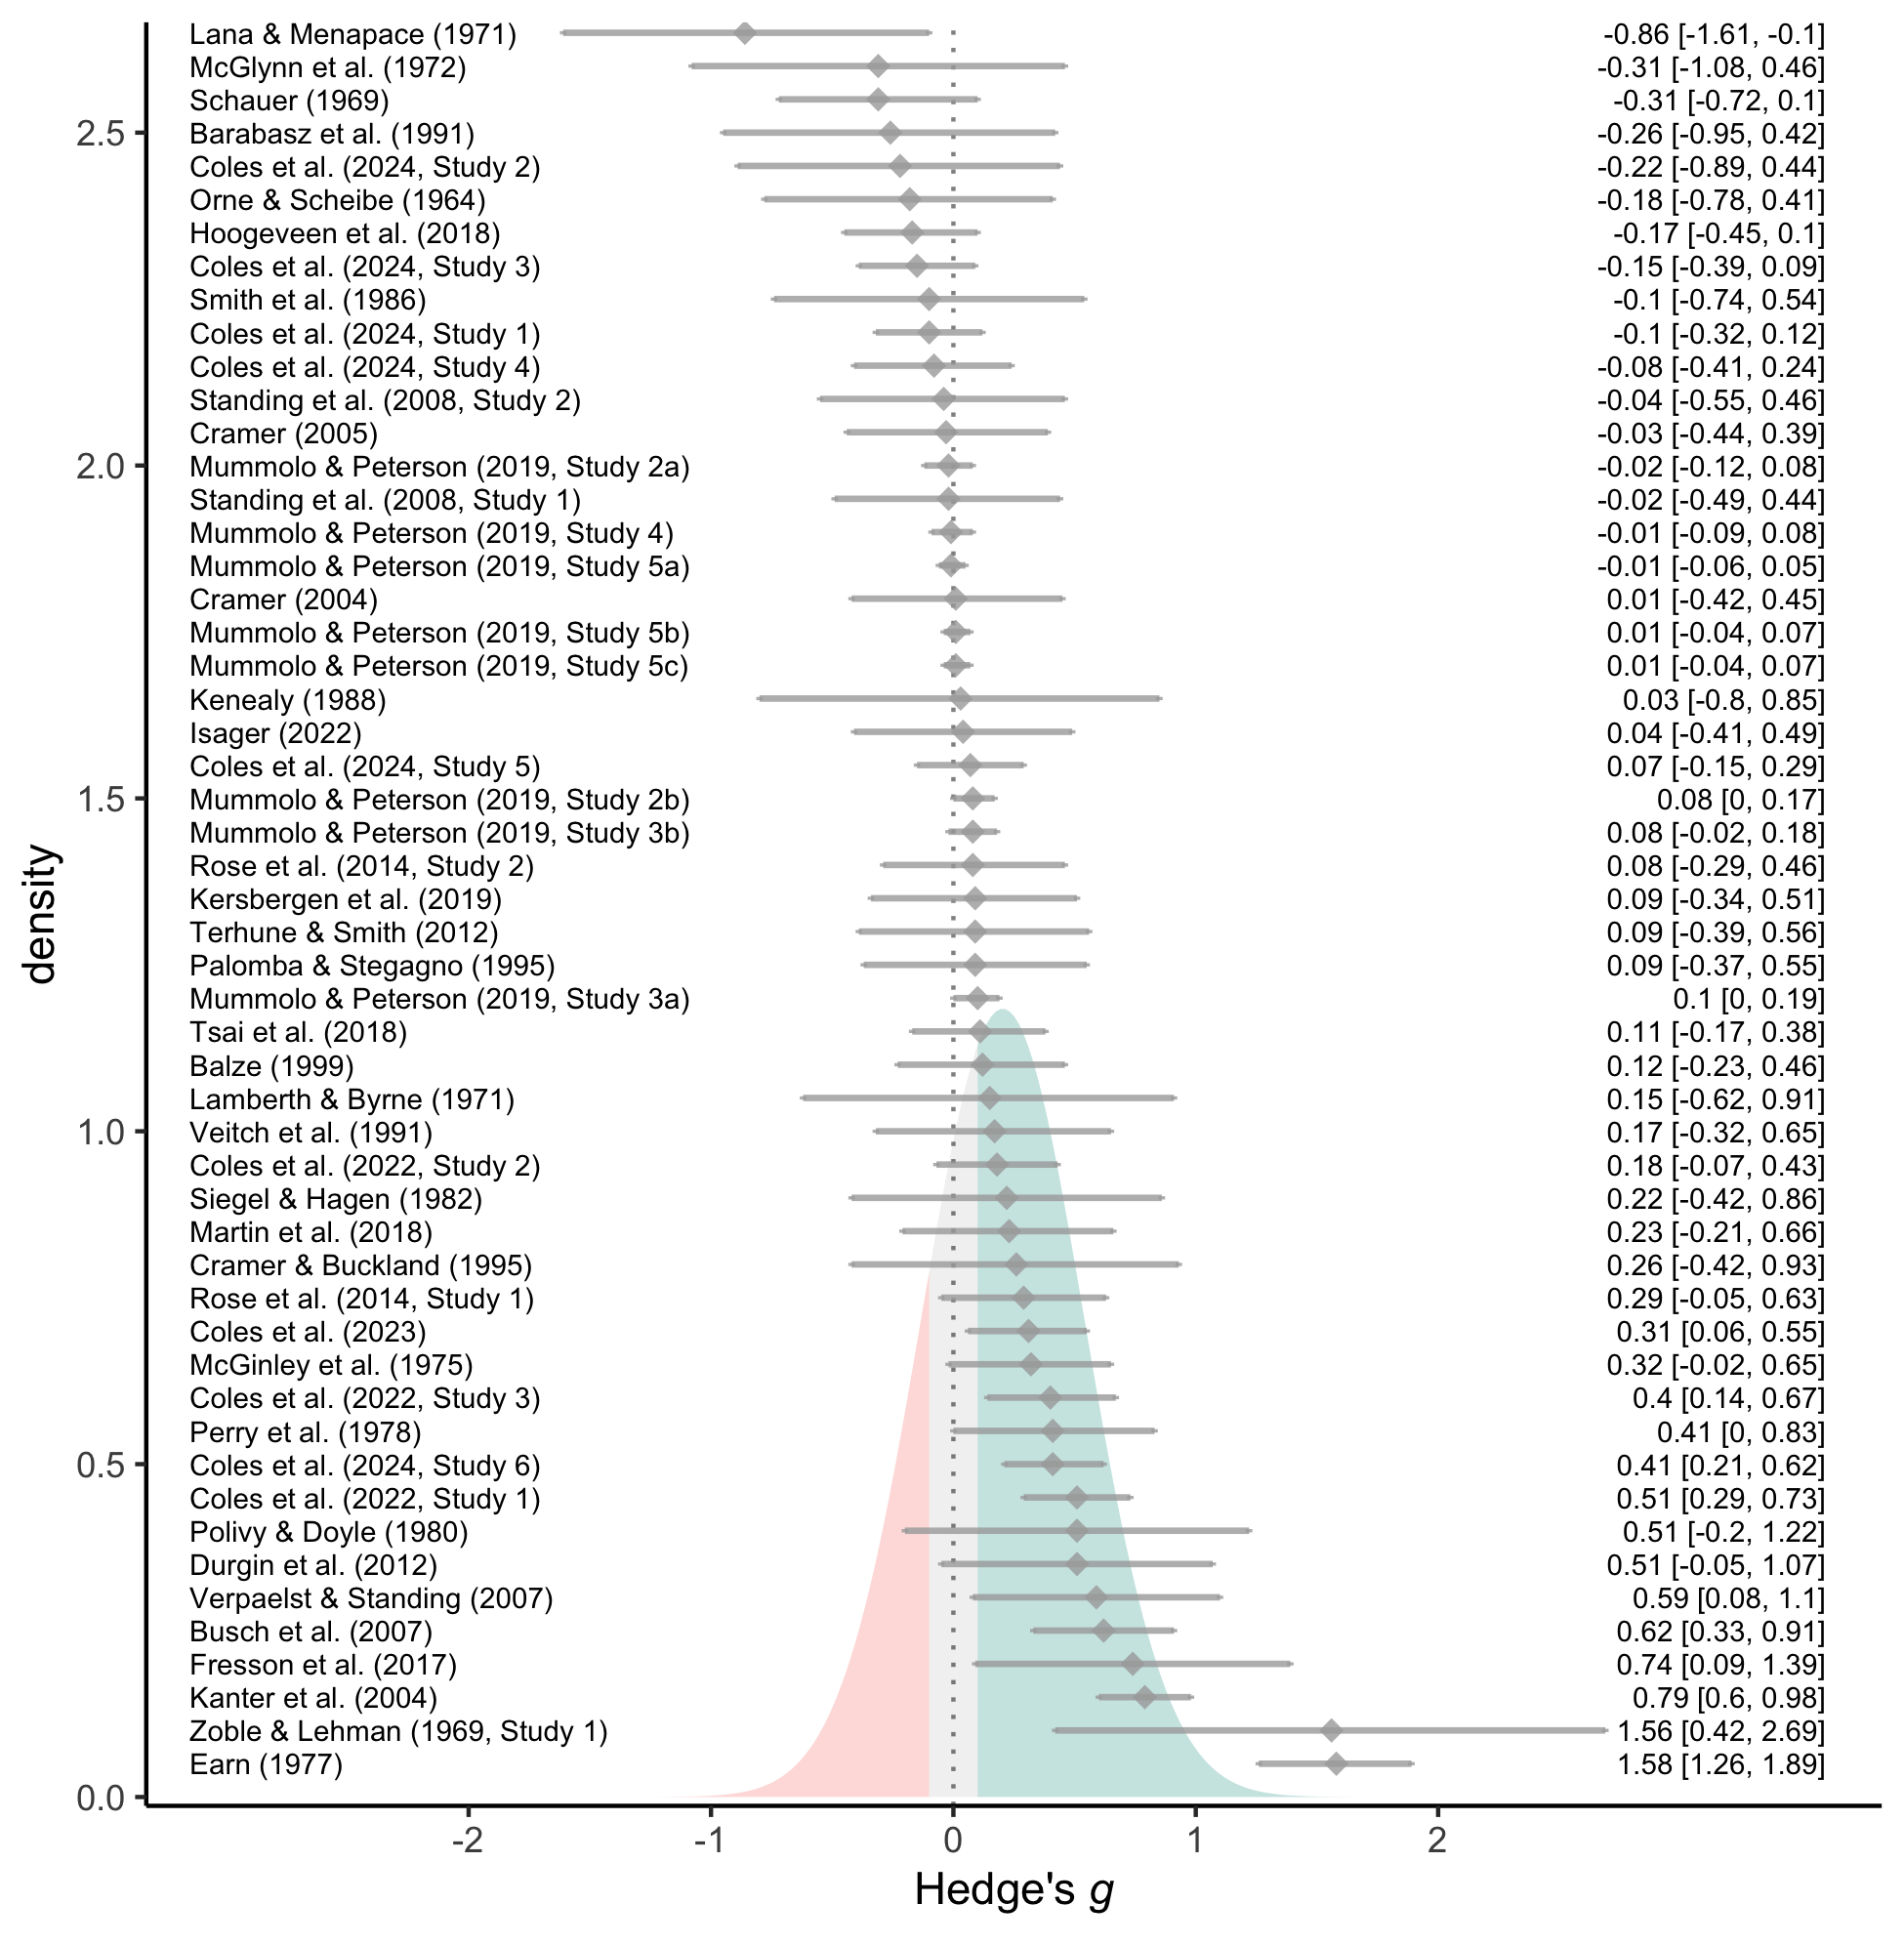 Lana & Menapace (1971) -0.86 [-1.61, -0.1]
McGlynn et al. (1972) -0.31 [-1.08, 0.46]
Schauer (1969) -0.31 [-0.72, 0.1]
2.5 Barabasz et al. (1991) -0.26 [-0.95, 0.42]
Coles et al. (2024, Study 2) -0.22 [-0.89, 0.44]
Orne & Scheibe (1964) -0.18 [-0.78, 0.41]
Hoogeveen et al. (2018) -0.17 [-0.45, 0.1]
Coles et al. (2024, Study 3) -0.15 [-0.39, 0.09]
Smith et al. (1986) -0.1 [-0.74, 0.54]
Coles et al. (2024, Study 1) -0.1 [-0.32, 0.12]
Coles et al. (2024, Study 4) -0.08 [-0.41, 0.24]
Standing et al. (2008, Study 2) -0.04 [-0.55, 0.46]
Cramer (2005) -0.03 [-0.44, 0.39]
2.0 Mummolo & Peterson (2019, Study 2a) -0.02 [-0.12, 0.08]
Standing et al. (2008, Study 1) -0.02 [-0.49, 0.44]
Mummolo & Peterson (2019, Study 4) -0.01 [-0.09, 0.08]
Mummolo & Peterson (2019, Study 5a) -0.01 [-0.06, 0.05]
Cramer (2004) 0.01 [-0.42, 0.45]
Mummolo & Peterson (2019, Study 5b) 0.01 [-0.04, 0.07]
Mummolo & Peterson (2019, Study 5c) 0.01 [-0.04, 0.07]
Kenealy (1988) 0.03 [-0.8, 0.85]
Isager (2022) 0.04 [-0.41, 0.49]
Coles et al. (2024, Study 5) 0.07 [-0.15, 0.29]
1.5 Mummolo & Peterson (2019, Study 2b) 0.08 [0, 0.17]
Mummolo & Peterson (2019, Study 3b) 0.08 [-0.02, 0.18]
Rose et al. (2014, Study 2) 0.08 [-0.29, 0.46]
Kersbergen et al. (2019) 0.09 [-0.34, 0.51]
Terhune & Smith (2012) 0.09 [-0.39, 0.56]
Palomba & Stegagno (1995) 0.09 [-0.37, 0.55]
Mummolo & Peterson (2019, Study 3a) 0.1 [0, 0.19]
Tsai et al. (2018) 0.11 [-0.17, 0.38]
Balze (1999) 0.12 [-0.23, 0.46]
Lamberth & Byrne (1971) 0.15 [-0.62, 0.91]
1.0 Veitch et al. (1991) 0.17 [-0.32, 0.65]
Coles et al. (2022, Study 2) 0.18 [-0.07, 0.43]
Siegel & Hagen (1982) 0.22 [-0.42, 0.86]
Martin et al. (2018) 0.23 [-0.21, 0.66]
Cramer & Buckland (1995) 0.26 [-0.42, 0.93]
Rose et al. (2014, Study 1) 0.29 [-0.05, 0.63]
Coles et al. (2023) 0.31 [0.06, 0.55]
McGinley et al. (1975) 0.32 [-0.02, 0.65]
Coles et al. (2022, Study 3) 0.4 [0.14, 0.67]
Perry et al. (1978) 0.41 [0, 0.83]
0.5 Coles et al. (2024, Study 6) 0.41 [0.21, 0.62]
Coles et al. (2022, Study 1) 0.51 [0.29, 0.73]
Polivy & Doyle (1980) 0.51 [-0.2, 1.22]
Durgin et al. (2012) 0.51 [-0.05, 1.07]
Verpaelst & Standing (2007) 0.59 [0.08, 1.1]
Busch et al. (2007) 0.62 [0.33, 0.91]
Fresson et al. (2017) 0.74 [0.09, 1.39]
Kanter et al. (2004) 0.79 [0.6, 0.98]
Zoble & Lehman (1969, Study 1) 1.56 [0.42, 2.69]
Earn (1977) 1.58 [1.26, 1.89]
0.0
density
-2 -1 0 1 2
Hedge's g